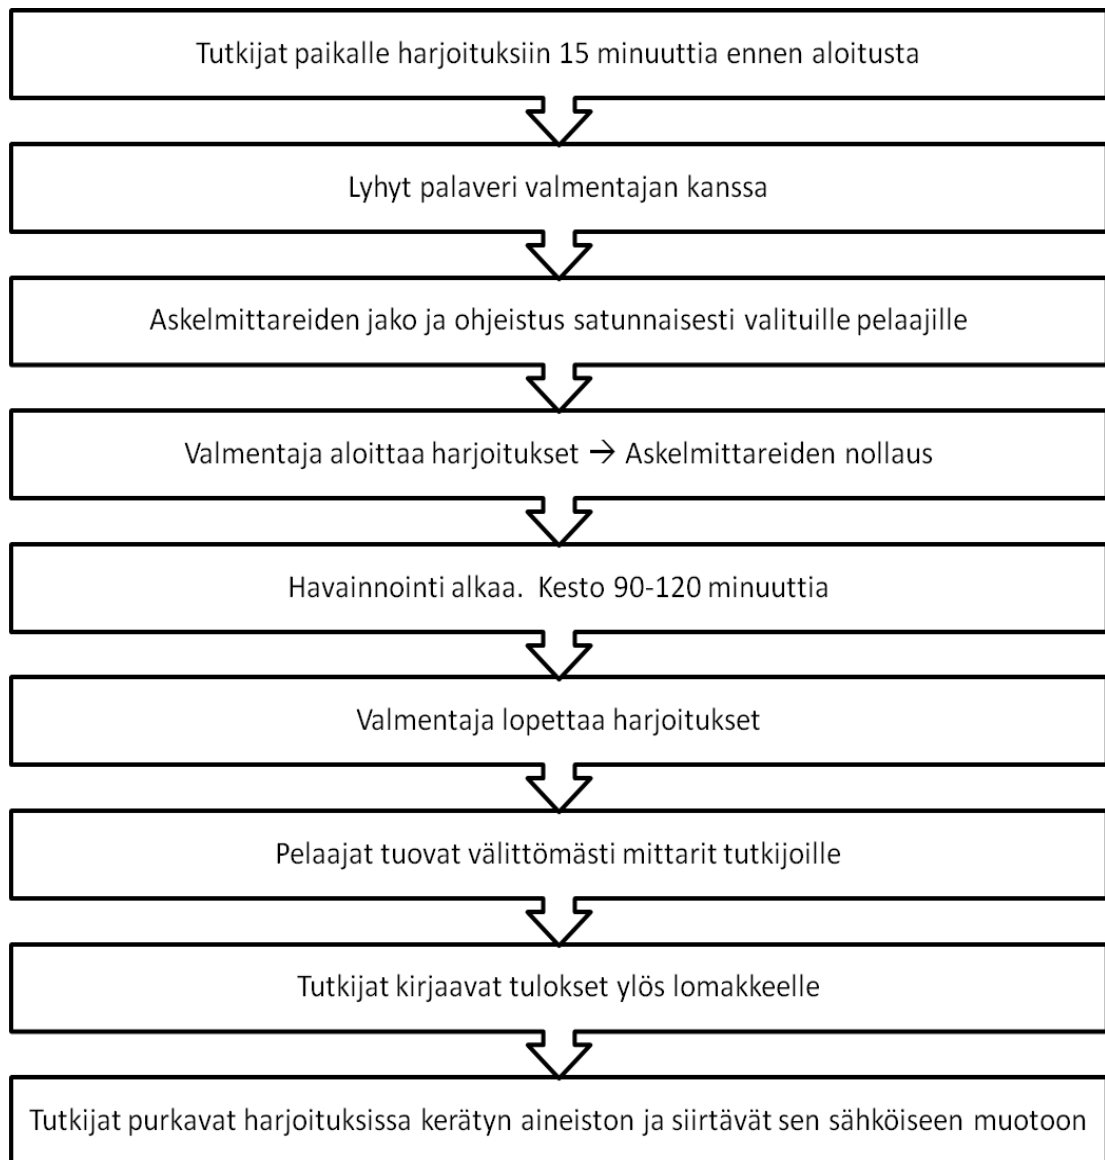 Tutkijat paikalle harjoituksiin 15 minuuttia ennen aloitusta
Lyhyt palaveri valmentajan kanssa
Askelmittareiden jako ja ohjeistus satunnaisesti valituille pelaajille
Valmentaja aloittaa harjoitukset → Askelmittareiden nollaus
Havainnointi alkaa. Kesto 90-120 minuuttia
Valmentaja lopettaa harjoitukset
Pelaajat tuovat välittömästi mittarit tutkijoille
Tutkijat kirjaavat tulokset ylös lomakkeelle
Tutkijat purkavat harjoituksissa kerätyn aineiston ja siirtävät sen sähköiseen muotoon